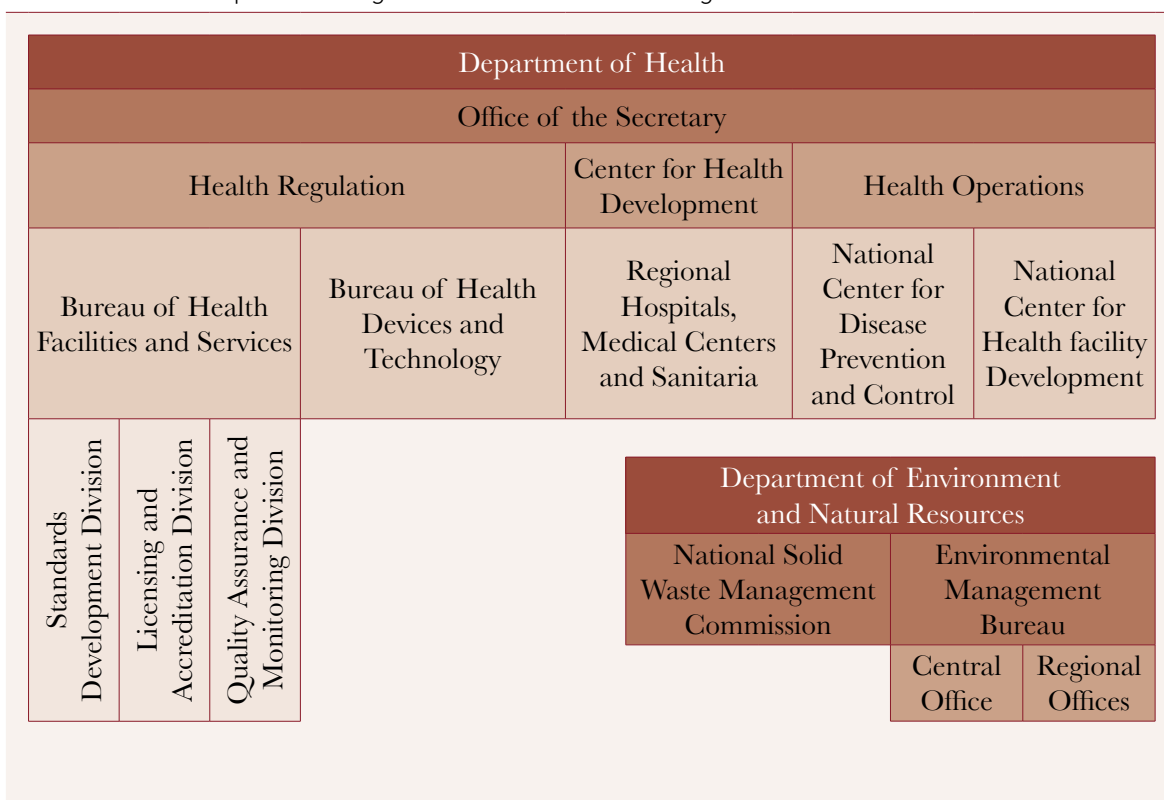 Department of Health
Office of the Secretary
Health Regulation
Center for Health
Development
Health Operations
Bureau of Health
Facilities and Services
Bureau of Health
Devices and
Technology
Regional
Hospitals,
Medical Centers
and Sanitaria
National
Center for
Disease
Prevention
and Control
National
Center for
Health facility
Development
Standards
Development Division
Licensing and
Accreditation Division
Quality Assurance and
Monitoring Division
Department of Environment
and Natural Resources
National Solid
Waste Management
Commission
Environmental
Management
Bureau
Central
Office
Regional
Offices